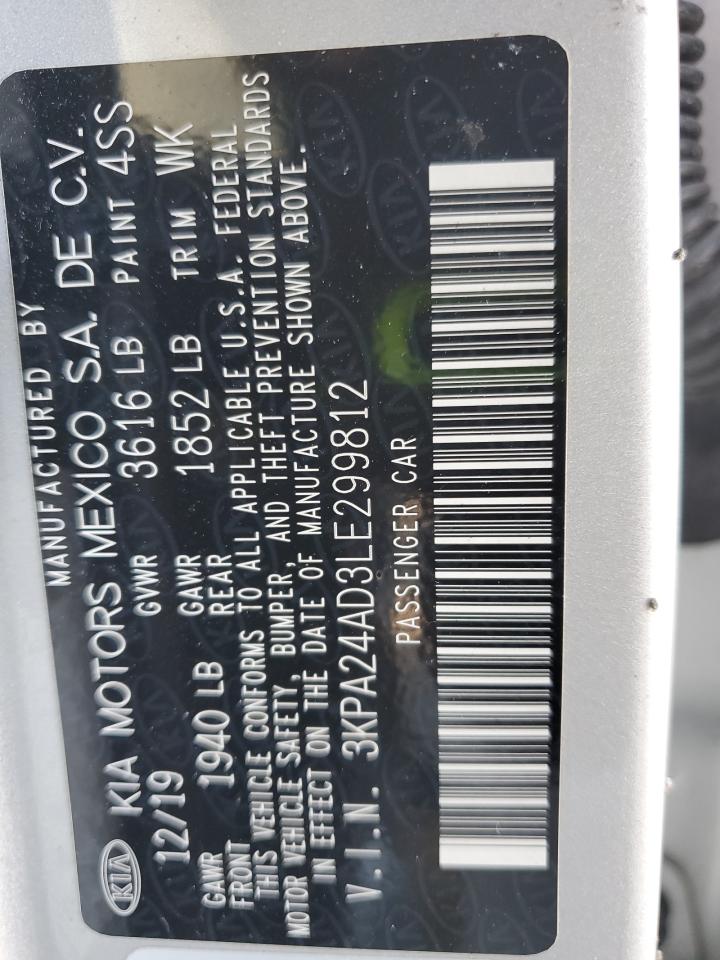 MANUFACTURED BY
KIA KIA MOTORS MEXICO S.A. DE C.V.
12/19 GVWR 3616 LB PAINT 4SS
GAWR FRONT 1940 LB GAWR REAR 1852 LB TRIM WK
THIS VEHICLE CONFORMS TO ALL APPLICABLE U.S.A. FEDERAL
MOTOR VEHICLE SAFETY, BUMPER, AND THEFT PREVENTION STANDARDS
IN EFFECT ON THE DATE OF MANUFACTURE SHOWN ABOVE.
V.I.N. 3KPA24AD3LE299812
PASSENGER CAR